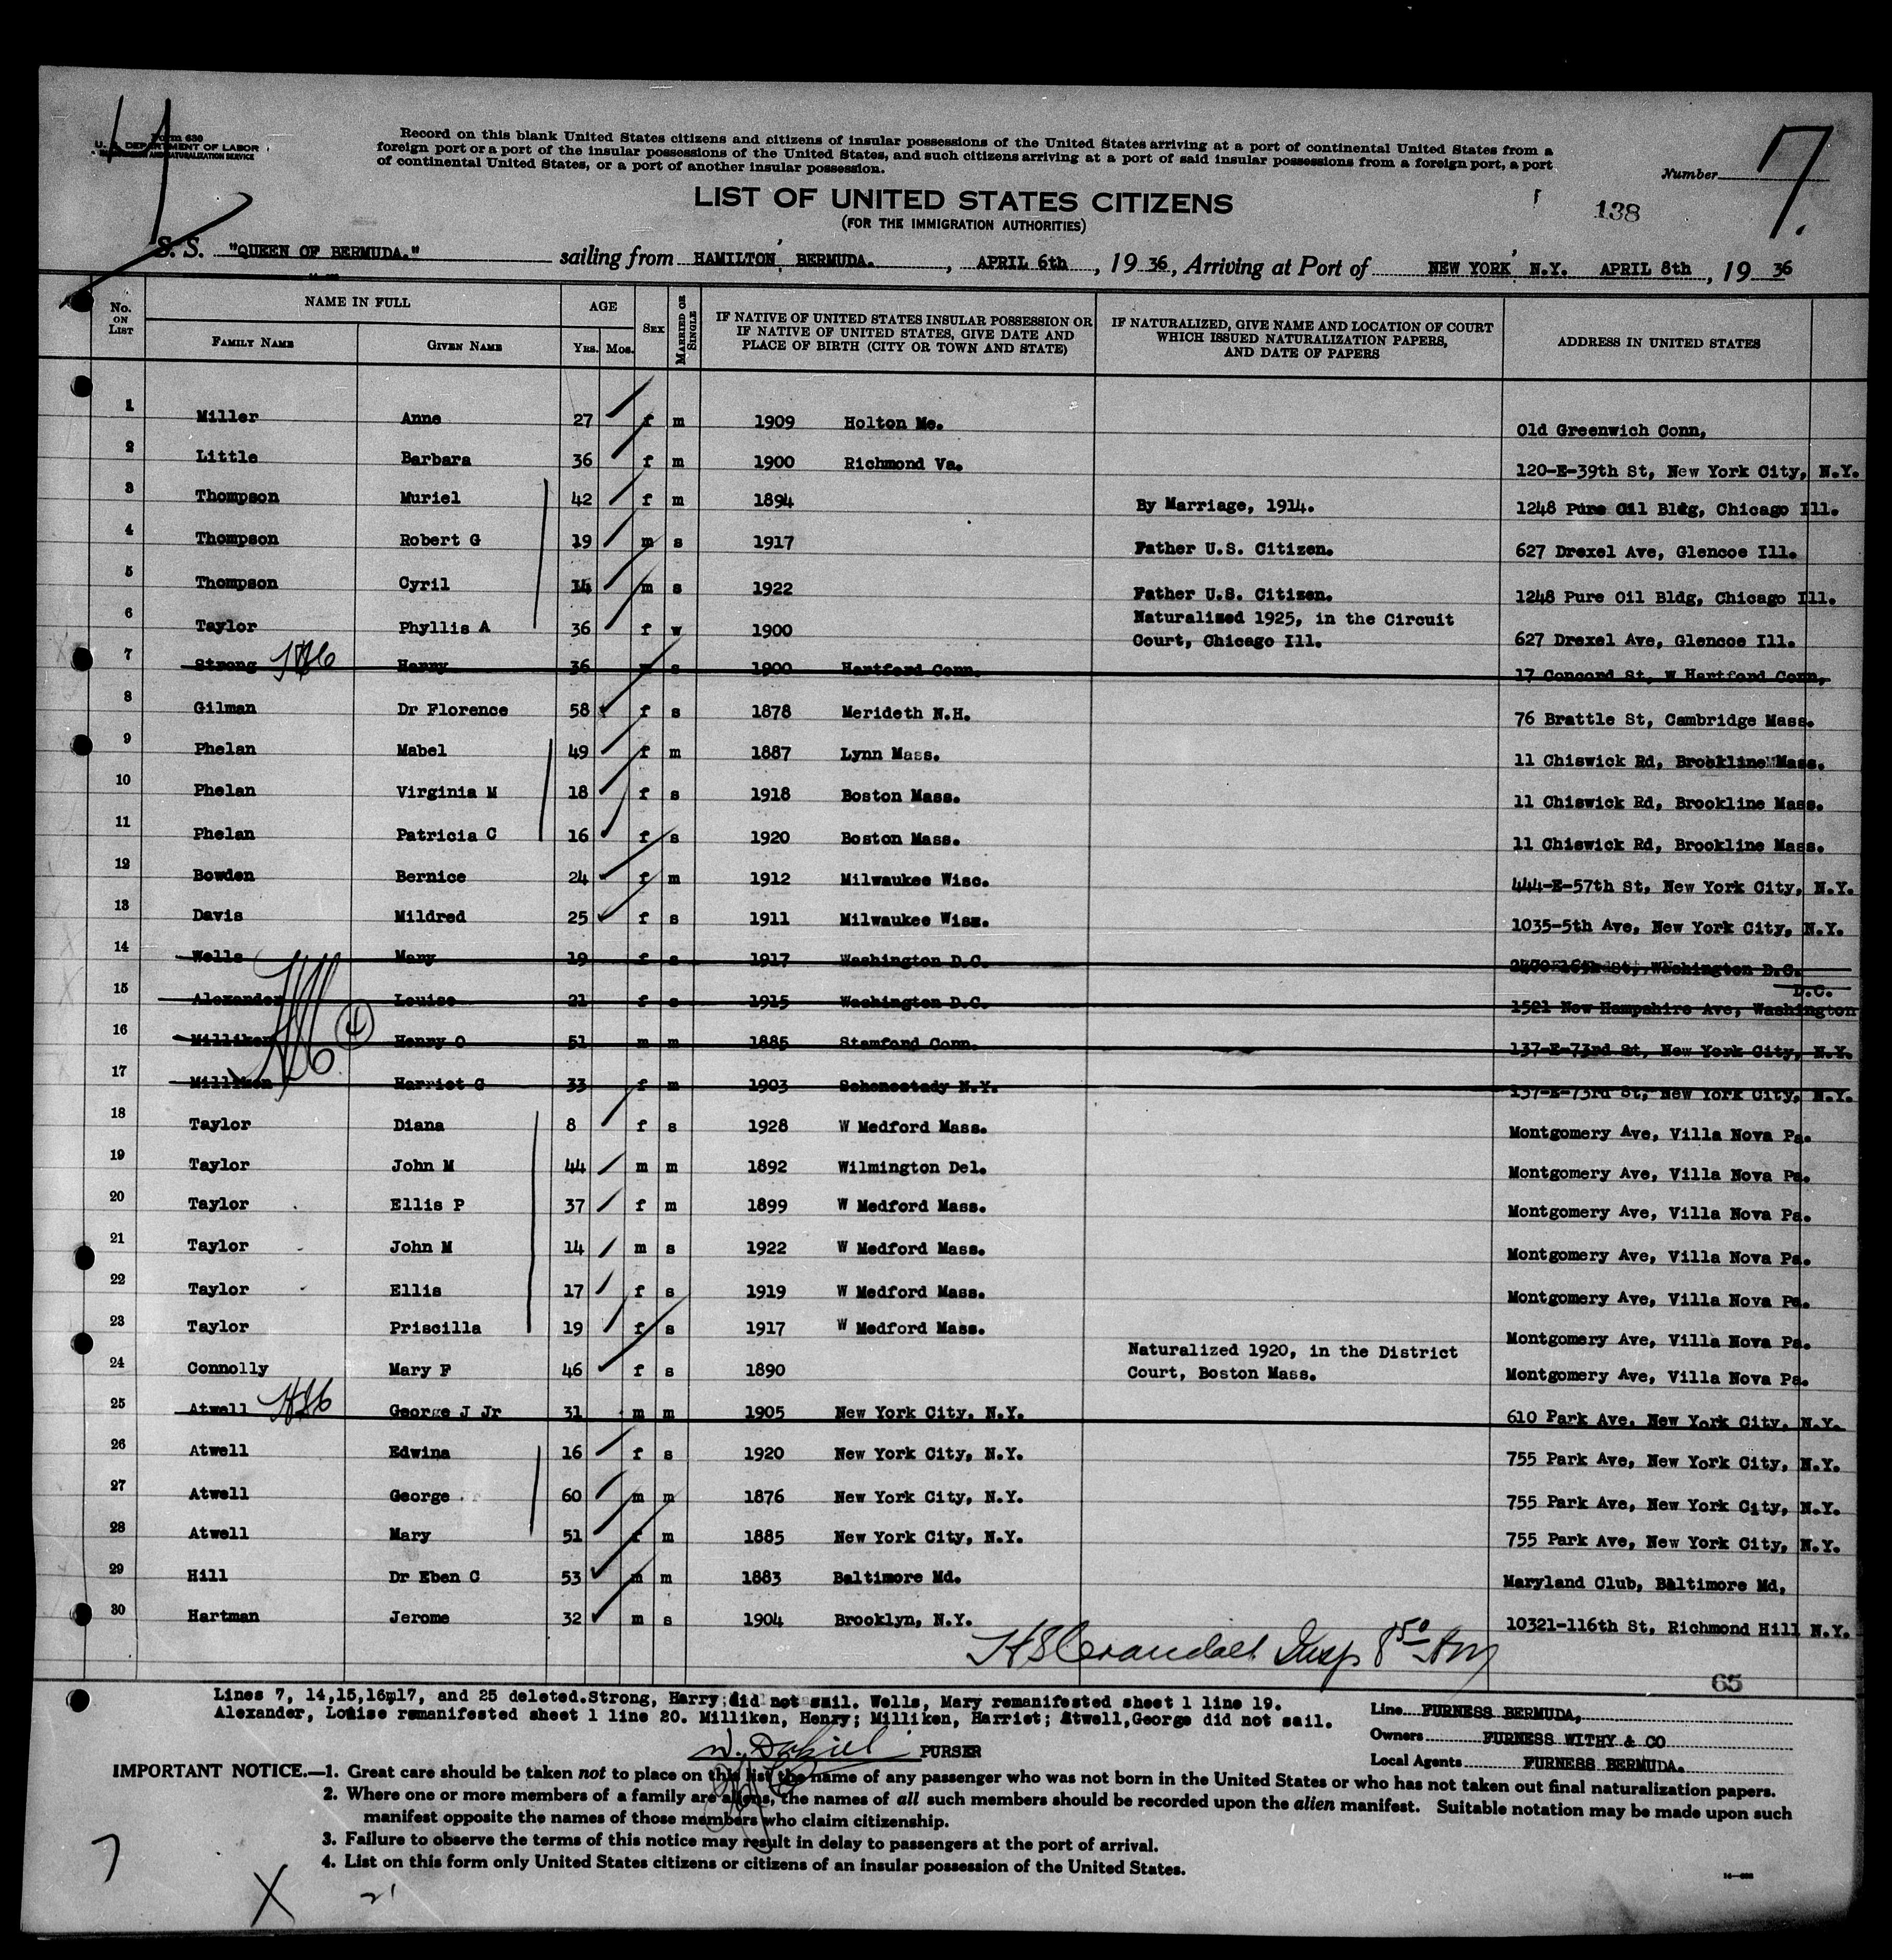 Form 630
U. S. DEPARTMENT OF LABOR
IMMIGRATION AND NATURALIZATION SERVICE
Record on this blank United States citizens and citizens of insular possessions of the United States arriving at a port of continental United States from a
foreign port or a port of the insular possessions of the United States, and such citizens arriving at a port of said insular possessions from a foreign port, a port
of continental United States, or a port of another insular possession.
Number 7.
LIST OF UNITED STATES CITIZENS
(FOR THE IMMIGRATION AUTHORITIES)
138
S. S. "QUEEN OF BERMUDA." sailing from HAMILTON, BERMUDA. , APRIL 6th , 19 36, Arriving at Port of NEW YORK, N.Y. APRIL 8th , 19 36
No. ON LIST NAME IN FULL AGE SEX MARRIED OR SINGLE IF NATIVE OF UNITED STATES INSULAR POSSESSION OR IF NATIVE OF UNITED STATES, GIVE DATE AND PLACE OF BIRTH (CITY OR TOWN AND STATE) IF NATURALIZED, GIVE NAME AND LOCATION OF COURT WHICH ISSUED NATURALIZATION PAPERS, AND DATE OF PAPERS ADDRESS IN UNITED STATES
FAMILY NAME GIVEN NAME YRS. MOS.
1 Miller Anne 27 f m 1909 Holton Me. Old Greenwich Conn,
2 Little Barbara 36 f m 1900 Richmond Va. 120-E-39th St, New York City, N.Y.
3 Thompson Muriel 42 f m 1894 By Marriage, 1914. 1248 Pure Oil Bldg, Chicago Ill.
4 Thompson Robert G 19 m s 1917 Father U.S. Citizen. 627 Drexel Ave, Glencoe Ill.
5 Thompson Cyril 14 m s 1922 Father U.S. Citizen. 1248 Pure Oil Bldg, Chicago Ill.
6 Taylor Phyllis A 36 f w 1900 Naturalized 1925, in the Circuit Court, Chicago Ill. 627 Drexel Ave, Glencoe Ill.
7 Strong Harry 36 m s 1900 Hartford Conn. 17 Concord St, W Hartford Conn,
8 Gilman Dr Florence 58 f s 1878 Merideth N.H. 76 Brattle St, Cambridge Mass.
9 Phelan Mabel 49 f m 1887 Lynn Mass. 11 Chiswick Rd, Brookline Mass.
10 Phelan Virginia M 18 f s 1918 Boston Mass. 11 Chiswick Rd, Brookline Mass.
11 Phelan Patricia C 16 f s 1920 Boston Mass. 11 Chiswick Rd, Brookline Mass.
12 Bowden Bernice 24 f m 1912 Milwaukee Wisc. 444-E-57th St, New York City, N.Y.
13 Davis Mildred 25 f s 1911 Milwaukee Wisc. 1035-5th Ave, New York City, N.Y.
14 Wells Mary 19 f s 1917 Washington D.C. St, Washington D.C.
15 Alexander Louise 21 f s 1915 Washington D.C. 1521 New Hampshire Ave, Washington D.C.
16 Milliken Henry O 51 m m 1885 Stamford Conn. 137-E-73rd St, New York City, N.Y.
17 Milliken Harriet G 33 f m 1903 Schenestady N.Y. 137-E-73rd St, New York City, N.Y.
18 Taylor Diana 8 f s 1928 W Medford Mass. Montgomery Ave, Villa Nova Pa.
19 Taylor John M 44 m m 1892 Wilmington Del. Montgomery Ave, Villa Nova Pa.
20 Taylor Ellis P 37 f m 1899 W Medford Mass. Montgomery Ave, Villa Nova Pa.
21 Taylor John M 14 m s 1922 W Medford Mass. Montgomery Ave, Villa Nova Pa.
22 Taylor Ellis 17 f s 1919 W Medford Mass. Montgomery Ave, Villa Nova Pa.
23 Taylor Priscilla 19 f s 1917 W Medford Mass. Montgomery Ave, Villa Nova Pa.
24 Connolly Mary F 46 f s 1890 Naturalized 1920, in the District Court, Boston Mass. Montgomery Ave, Villa Nova Pa.
25 Atwell George J Jr 31 m m 1905 New York City, N.Y. 610 Park Ave, New York City, N.Y.
26 Atwell Edwina 16 f s 1920 New York City, N.Y. 755 Park Ave, New York City, N.Y.
27 Atwell George 60 m m 1876 New York City, N.Y. 755 Park Ave, New York City, N.Y.
28 Atwell Mary 51 f m 1885 New York City, N.Y. 755 Park Ave, New York City, N.Y.
29 Hill Dr Eben C 53 m m 1883 Baltimore Md. Maryland Club, Baltimore Md,
30 Hartman Jerome 32 m s 1904 Brooklyn, N.Y. 10321-116th St, Richmond Hill N.Y.
H S Crandall Insp 8 50 Am
65
Lines 7, 14,15,16,17, and 25 deleted.Strong, Harry;did not sail. Wells, Mary remanifested sheet 1 line 19.
Alexander, Louise remanifested sheet 1 line 20. Milliken, Henry; Milliken, Harriet; Atwell,George did not sail.
PURSER
Line FURNESS BERMUDA,
Owners FURNESS WITHY & CO
Local Agents FURNESS BERMUDA.
IMPORTANT NOTICE.—1. Great care should be taken not to place on this list the name of any passenger who was not born in the United States or who has not taken out final naturalization papers.
2. Where one or more members of a family are aliens, the names of all such members should be recorded upon the alien manifest. Suitable notation may be made upon such
manifest opposite the names of those members who claim citizenship.
3. Failure to observe the terms of this notice may result in delay to passengers at the port of arrival.
4. List on this form only United States citizens or citizens of an insular possession of the United States.
7
X